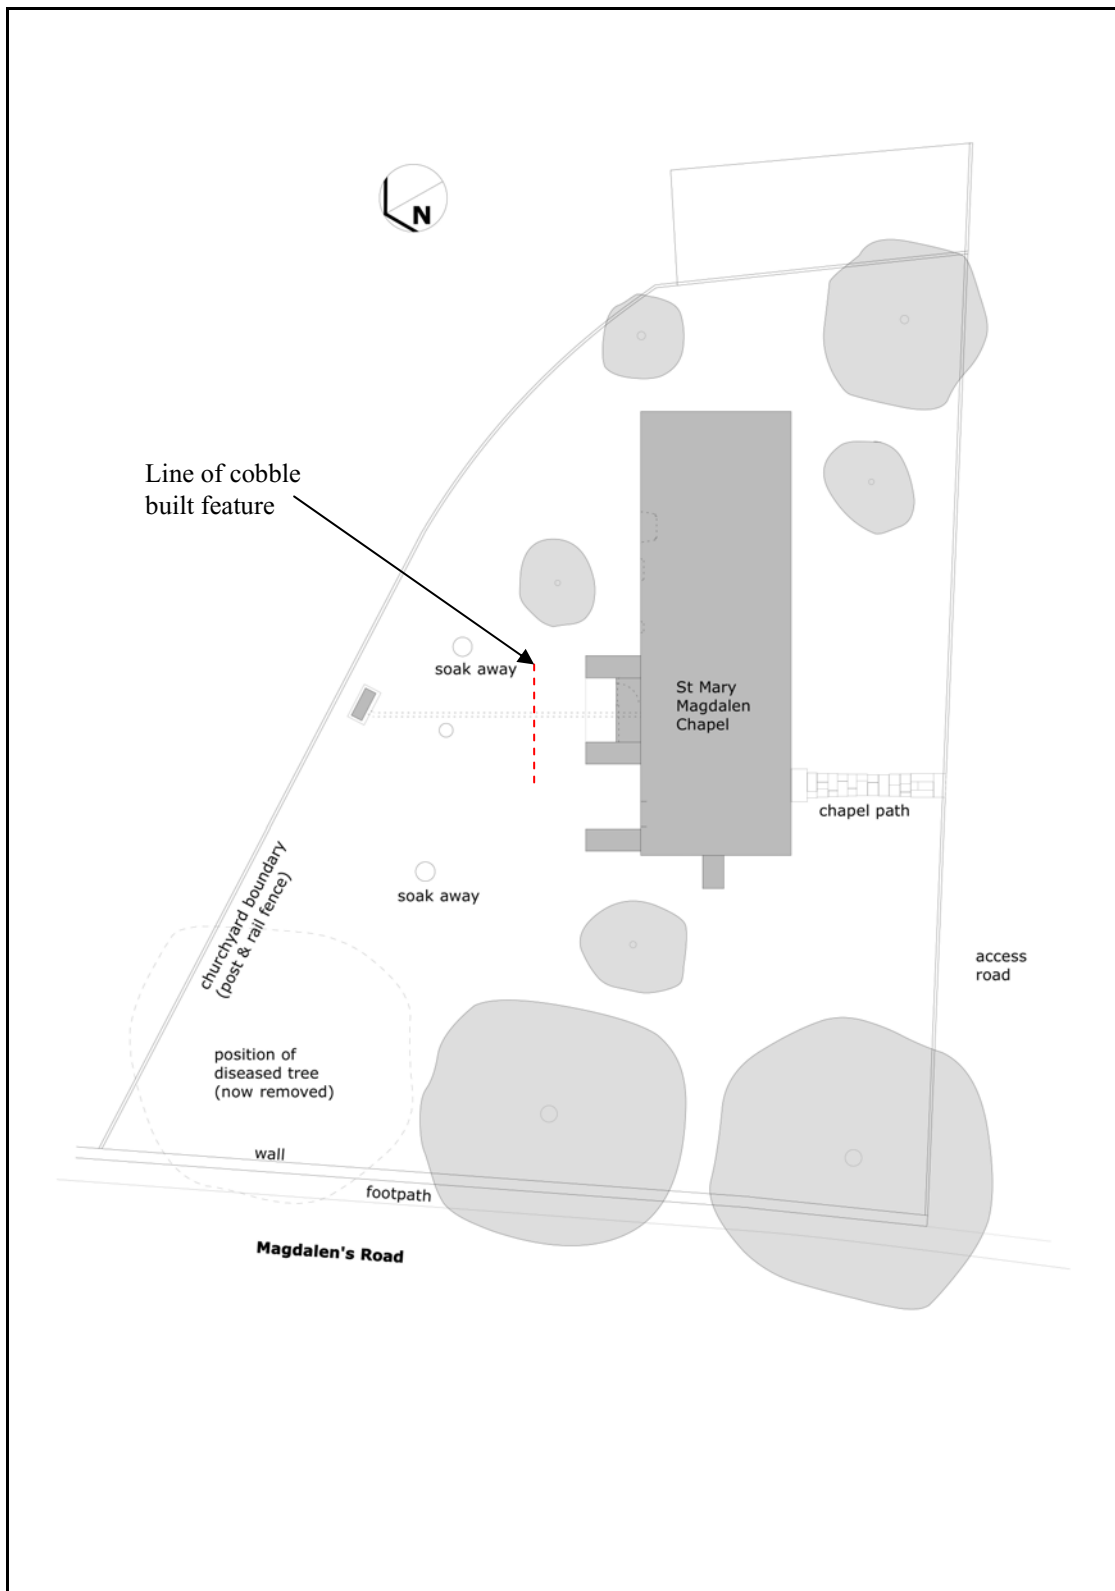 N
Line of cobble
built feature
soak away
St Mary
Magdalen
Chapel
chapel path
churchyard boundary
(post & rail fence)
soak away
access
road
position of
diseased tree
(now removed)
wall
footpath
Magdalen's Road